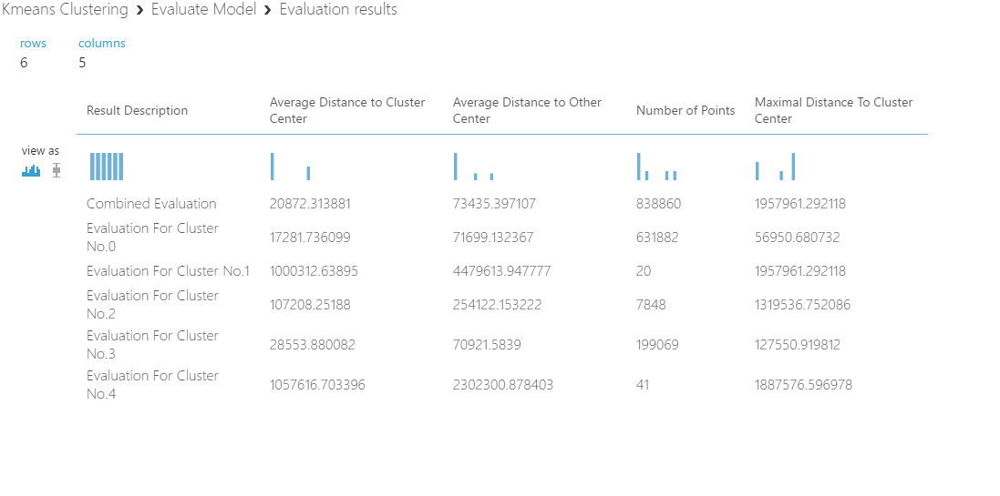 Kmeans Clustering › Evaluate Model › Evaluation results
rows columns
6 5
Result Description
Average Distance to Cluster
Center
Average Distance to Other
Center
Number of Points
Maximal Distance To Cluster
Center
view as
Combined Evaluation 20872.313881 73435.397107 838860 1957961.292118
Evaluation For Cluster
No.0
17281.736099 71699.132367 631882 56950.680732
Evaluation For Cluster No.1 1000312.63895 4479613.947777 20 1957961.292118
Evaluation For Cluster
No.2
107208.25188 254122.153222 7848 1319536.752086
Evaluation For Cluster
No.3
28553.880082 70921.5839 199069 127550.919812
Evaluation For Cluster
No.4
1057616.703396 2302300.878403 41 1887576.596978